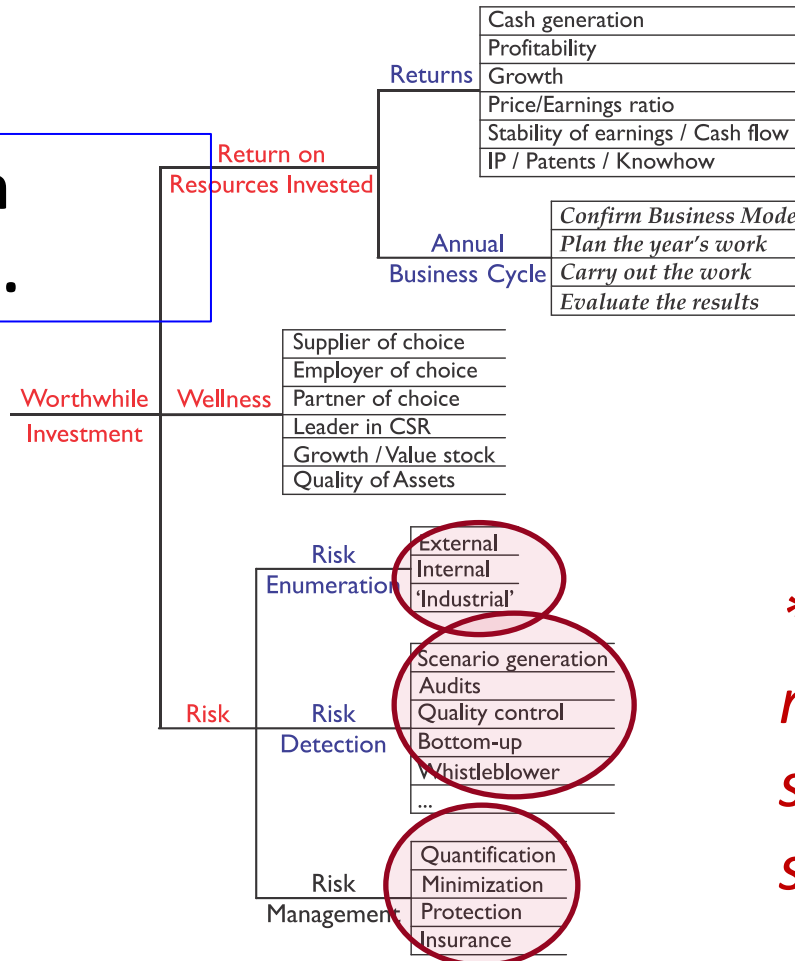 Cash generation
Profitability
Returns
Growth
Price/Earnings ratio
Stability of earnings / Cash flow
IP / Patents / Knowhow
Return on
Resources Invested
Confirm Business Mode
Annual
Business Cycle
Plan the year's work
Carry out the work
Evaluate the results
Supplier of choice
Employer of choice
Worthwhile
Investment
Wellness
Partner of choice
Leader in CSR
Growth / Value stock
Quality of Assets
Risk
Enumeration
External
Internal
'Industrial'
Scenario generation
Audits
Risk
Risk
Detection
Quality control
Bottom-up
Whistleblower
...
Quantification
Risk
Management
Minimization
Protection
Insurance